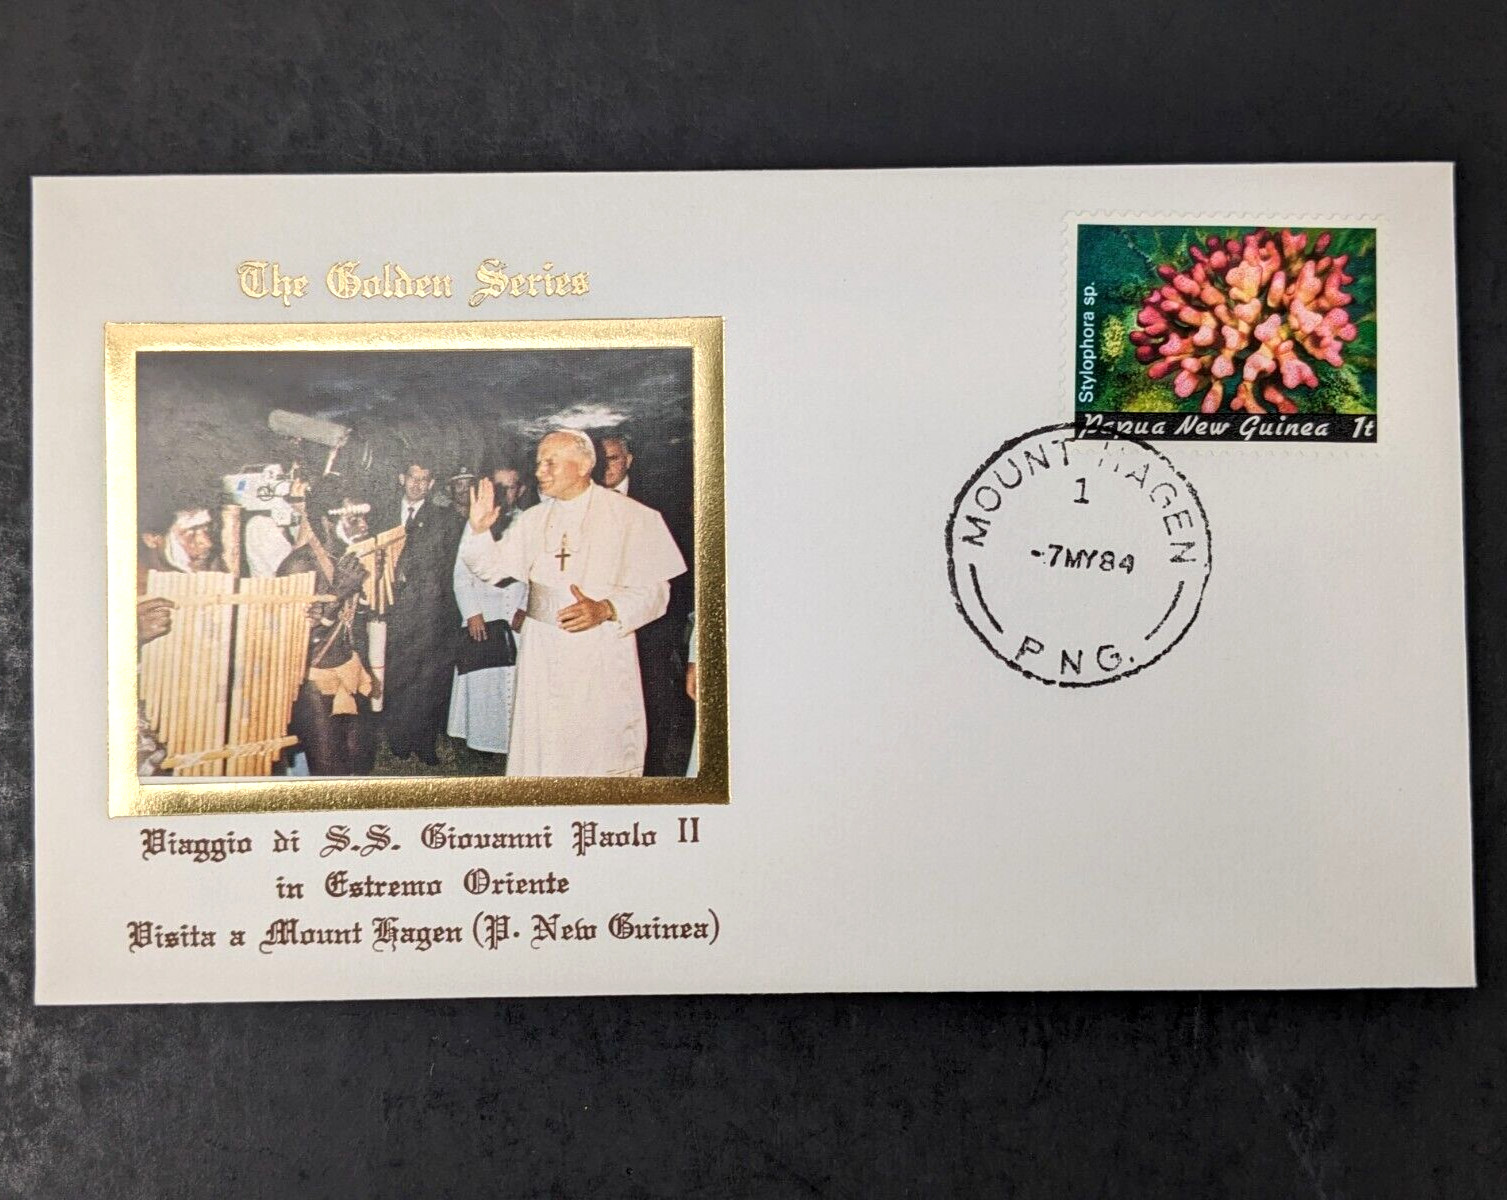 The Golden Series
Stylophora sp.
Papua New Guinea 1t
MOUNT HAGEN
1
-7MY84
P.N.G.
Viaggio di S.S. Giovanni Paolo II
in Estremo Oriente
Visita a Mount Hagen (P. New Guinea)